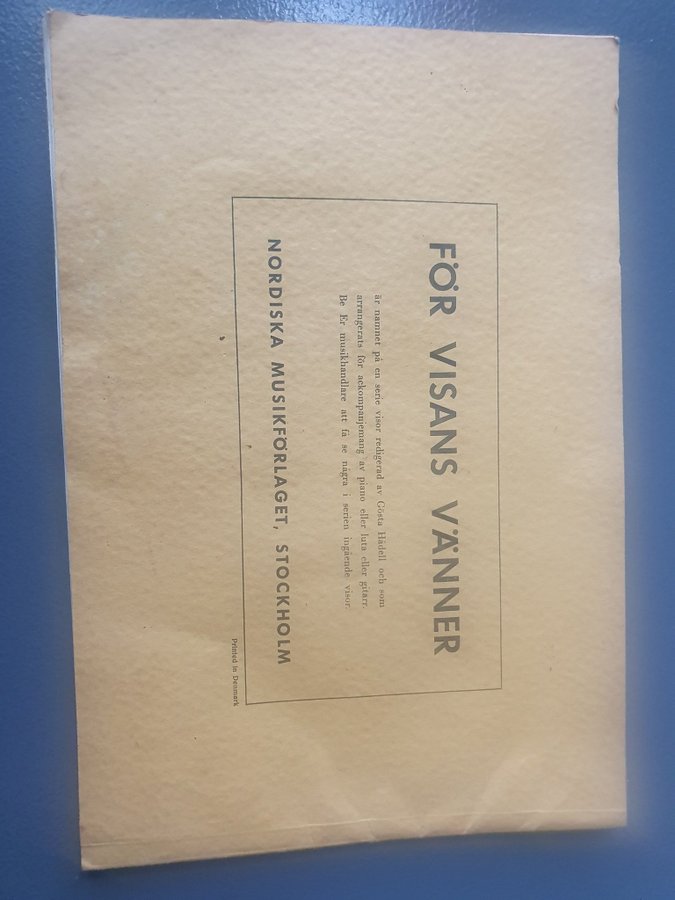 FÖR VISANS VÄNNER
är namnet på en serie visor redigerad av Gösta Hådell och som
arrangerats för ackompanjemang av piano eller luta eller gitarr.
Be Er musikhandlare att få se några i serien ingående visor.
NORDISKA MUSIKFÖRLAGET, STOCKHOLM
Printed in Denmark